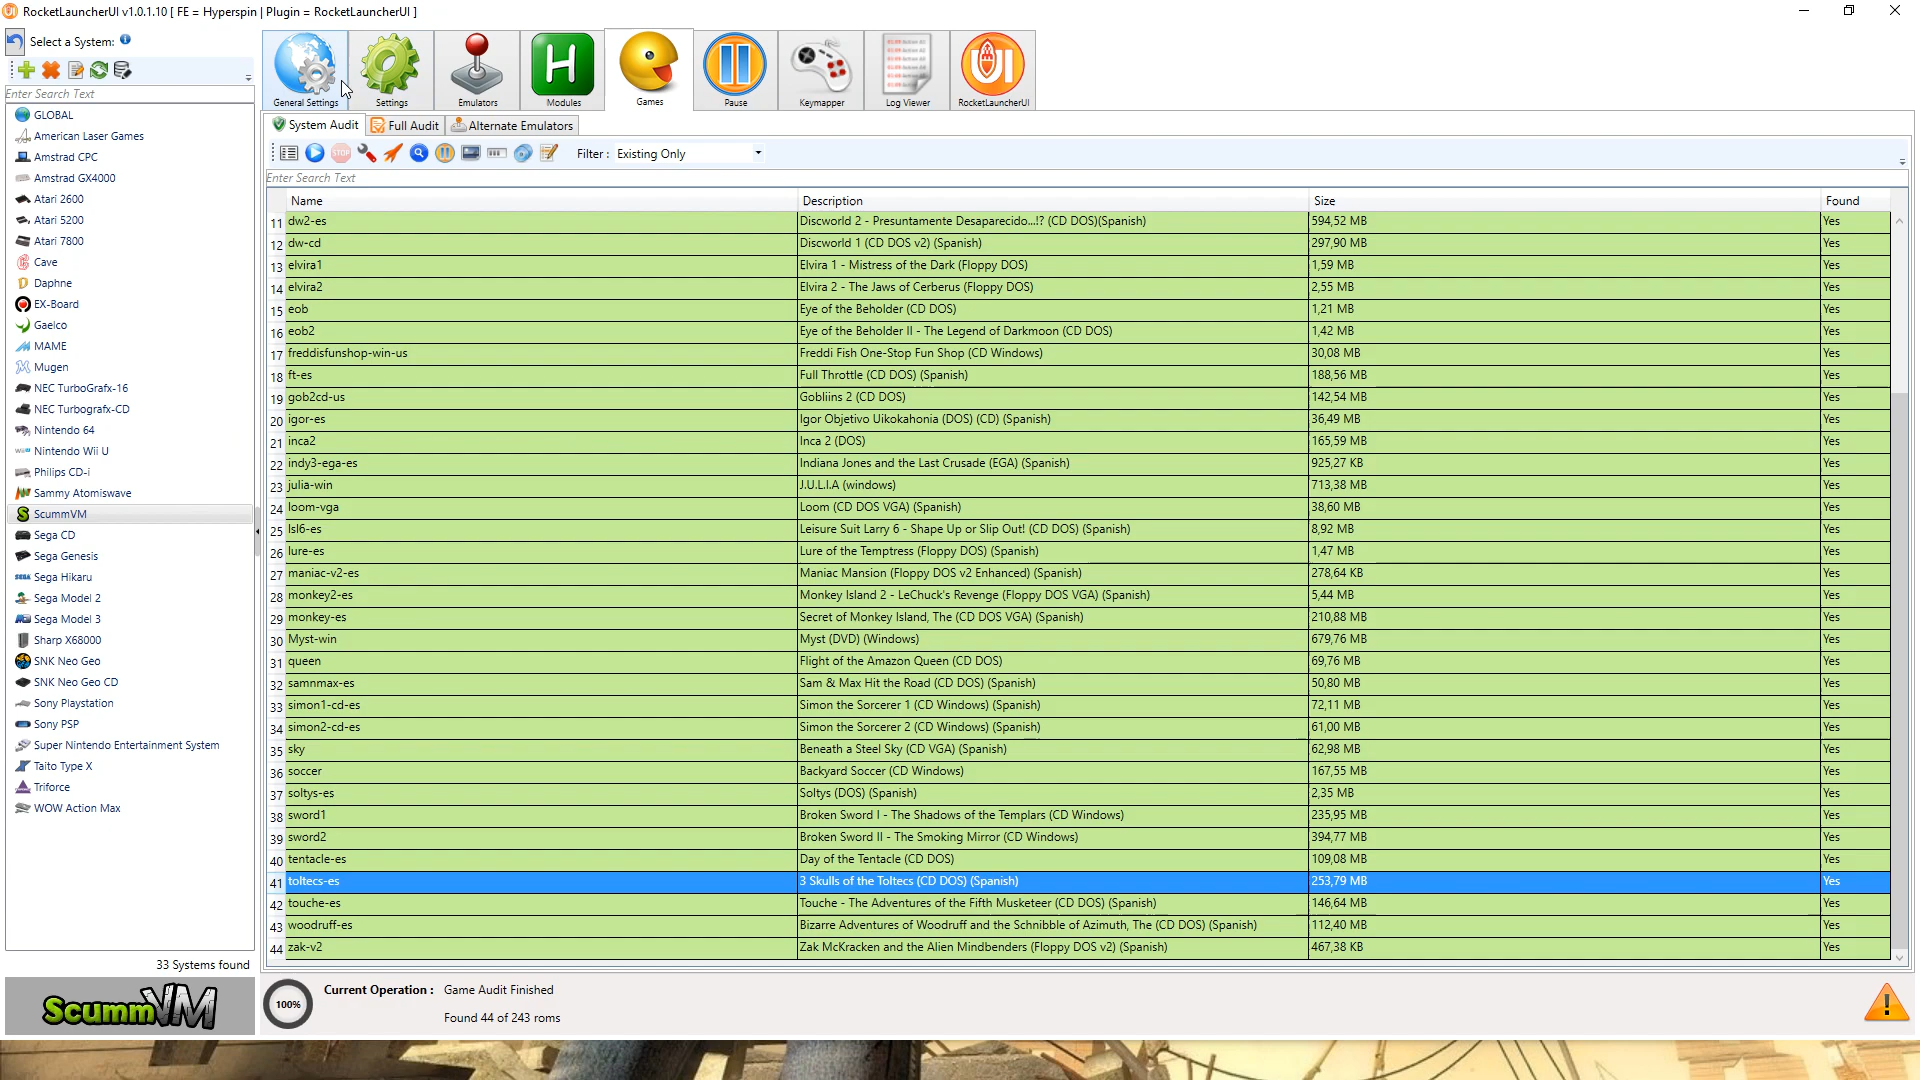 RocketLauncherUI v1.0.1.10 [ FE = Hyperspin | Plugin = RocketLauncherUI ]
Select a System:
Enter Search Text
GLOBAL
American Laser Games
Amstrad CPC
Amstrad GX4000
Atari 2600
Atari 5200
Atari 7800
Cave
Daphne
EX-Board
Gaelco
MAME
Mugen
NEC TurboGrafx-16
NEC Turbografx-CD
Nintendo 64
Nintendo Wii U
Philips CD-i
Sammy Atomiswave
ScummVM
Sega CD
Sega Genesis
Sega Hikaru
Sega Model 2
Sega Model 3
Sharp X68000
SNK Neo Geo
SNK Neo Geo CD
Sony Playstation
Sony PSP
Super Nintendo Entertainment System
Taito Type X
Triforce
WOW Action Max
33 Systems found
ScummVM
General Settings Settings Emulators Modules Games Pause Keymapper Log Viewer RocketLauncherUI
System Audit Full Audit Alternate Emulators
STOP Filter : Existing Only
Enter Search Text
Name Description Size Found
11 dw2-es Discworld 2 - Presuntamente Desaparecido...!? (CD DOS)(Spanish) 594,52 MB Yes
12 dw-cd Discworld 1 (CD DOS v2) (Spanish) 297,90 MB Yes
13 elvira1 Elvira 1 - Mistress of the Dark (Floppy DOS) 1,59 MB Yes
14 elvira2 Elvira 2 - The Jaws of Cerberus (Floppy DOS) 2,55 MB Yes
15 eob Eye of the Beholder (CD DOS) 1,21 MB Yes
16 eob2 Eye of the Beholder II - The Legend of Darkmoon (CD DOS) 1,42 MB Yes
17 freddisfunshop-win-us Freddi Fish One-Stop Fun Shop (CD Windows) 30,08 MB Yes
18 ft-es Full Throttle (CD DOS) (Spanish) 188,56 MB Yes
19 gob2cd-us Gobliins 2 (CD DOS) 142,54 MB Yes
20 igor-es Igor Objetivo Uikokahonia (DOS) (CD) (Spanish) 36,49 MB Yes
21 inca2 Inca 2 (DOS) 165,59 MB Yes
22 indy3-ega-es Indiana Jones and the Last Crusade (EGA) (Spanish) 925,27 KB Yes
23 julia-win J.U.L.I.A (windows) 713,38 MB Yes
24 loom-vga Loom (CD DOS VGA) (Spanish) 38,60 MB Yes
25 lsl6-es Leisure Suit Larry 6 - Shape Up or Slip Out! (CD DOS) (Spanish) 8,92 MB Yes
26 lure-es Lure of the Temptress (Floppy DOS) (Spanish) 1,47 MB Yes
27 maniac-v2-es Maniac Mansion (Floppy DOS v2 Enhanced) (Spanish) 278,64 KB Yes
28 monkey2-es Monkey Island 2 - LeChuck's Revenge (Floppy DOS VGA) (Spanish) 5,44 MB Yes
29 monkey-es Secret of Monkey Island, The (CD DOS VGA) (Spanish) 210,88 MB Yes
30 Myst-win Myst (DVD) (Windows) 679,76 MB Yes
31 queen Flight of the Amazon Queen (CD DOS) 69,76 MB Yes
32 samnmax-es Sam & Max Hit the Road (CD DOS) (Spanish) 50,80 MB Yes
33 simon1-cd-es Simon the Sorcerer 1 (CD Windows) (Spanish) 72,11 MB Yes
34 simon2-cd-es Simon the Sorcerer 2 (CD Windows) (Spanish) 61,00 MB Yes
35 sky Beneath a Steel Sky (CD VGA) (Spanish) 62,98 MB Yes
36 soccer Backyard Soccer (CD Windows) 167,55 MB Yes
37 soltys-es Soltys (DOS) (Spanish) 2,35 MB Yes
38 sword1 Broken Sword I - The Shadows of the Templars (CD Windows) 235,95 MB Yes
39 sword2 Broken Sword II - The Smoking Mirror (CD Windows) 394,77 MB Yes
40 tentacle-es Day of the Tentacle (CD DOS) 109,08 MB Yes
41 toltecs-es 3 Skulls of the Toltecs (CD DOS) (Spanish) 253,79 MB Yes
42 touche-es Touche - The Adventures of the Fifth Musketeer (CD DOS) (Spanish) 146,64 MB Yes
43 woodruff-es Bizarre Adventures of Woodruff and the Schnibble of Azimuth, The (CD DOS) (Spanish) 112,40 MB Yes
44 zak-v2 Zak McKracken and the Alien Mindbenders (Floppy DOS v2) (Spanish) 467,38 KB Yes
100% Current Operation : Game Audit Finished
Found 44 of 243 roms